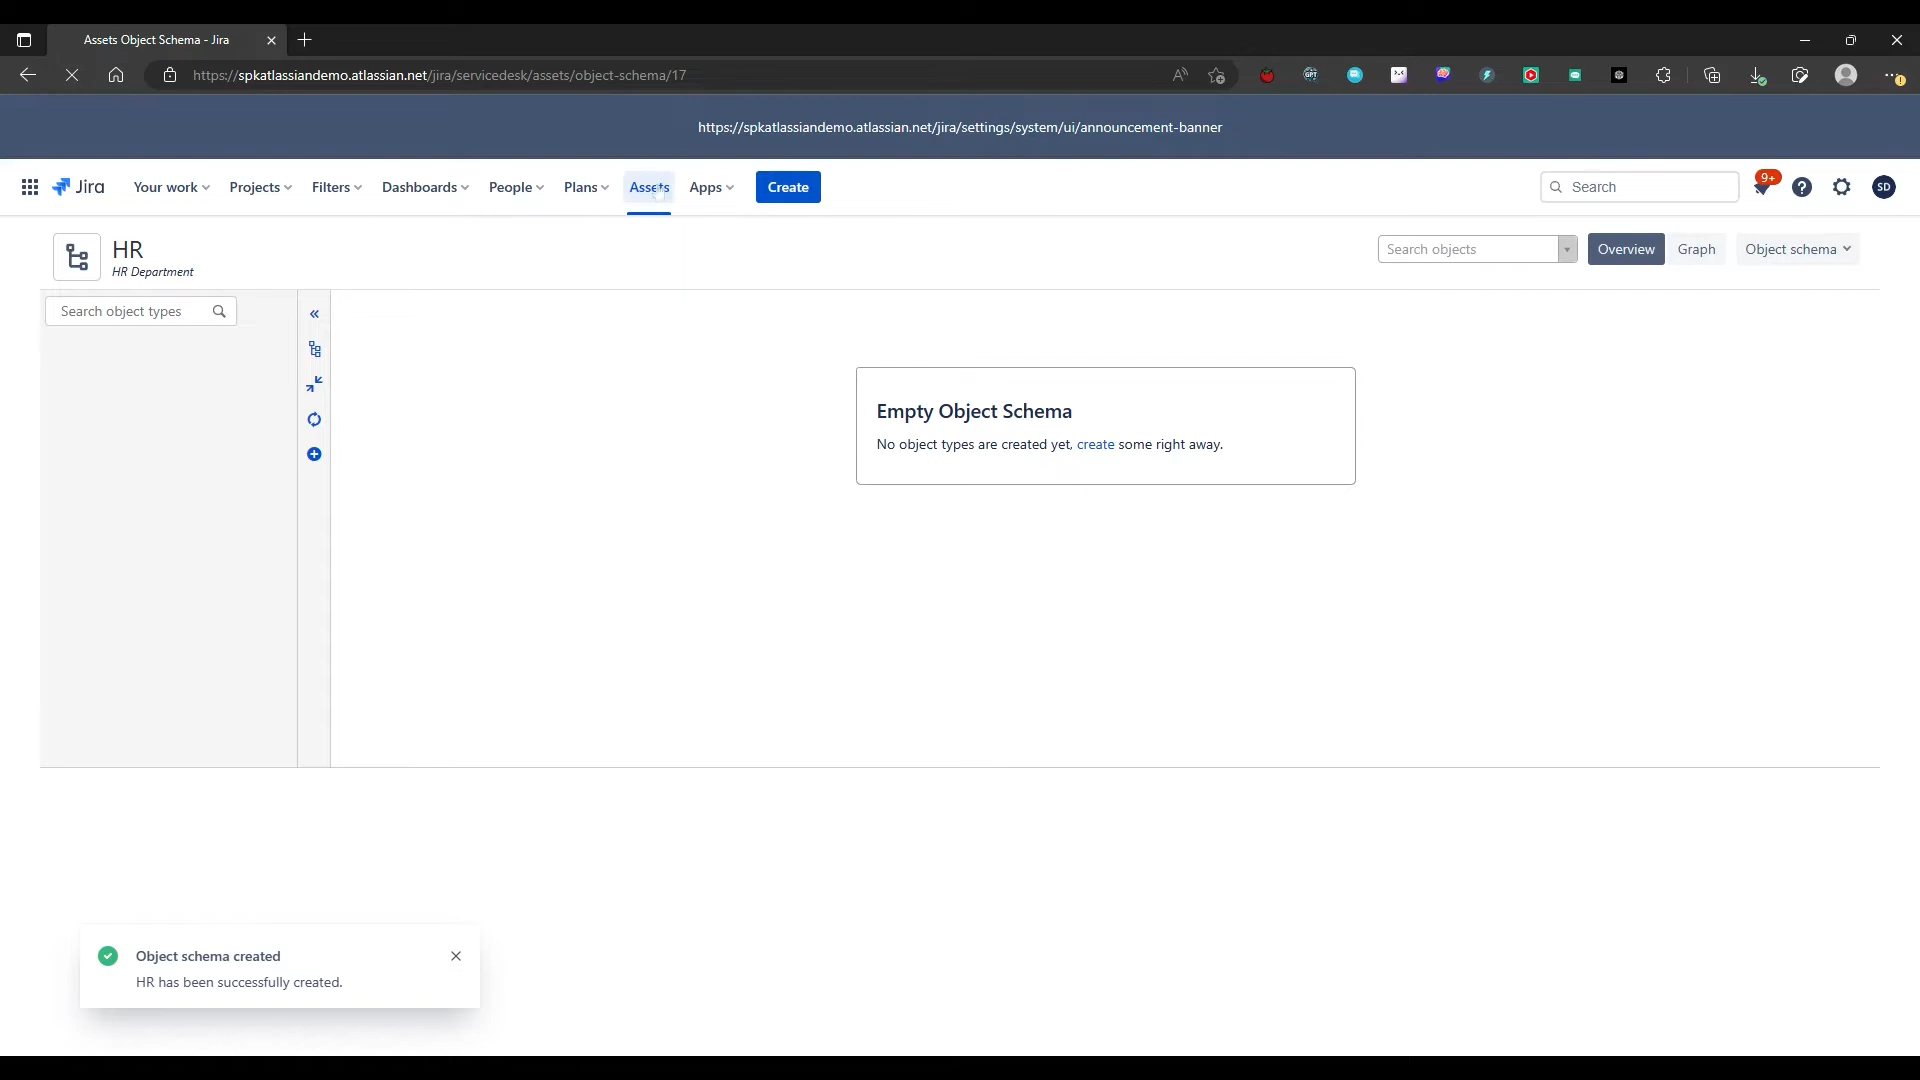 Assets Object Schema - Jira
https://spkatlassiandemo.atlassian.net/jira/servicedesk/assets/object-schema/17
https://spkatlassiandemo.atlassian.net/jira/settings/system/ui/announcement-banner
Jira Your work Projects Filters Dashboards People Plans Assets Apps Create Search 9+ SD
HR
HR Department
Search objects Overview Graph Object schema
Search object types
Empty Object Schema
No object types are created yet, create some right away.
Object schema created
HR has been successfully created.